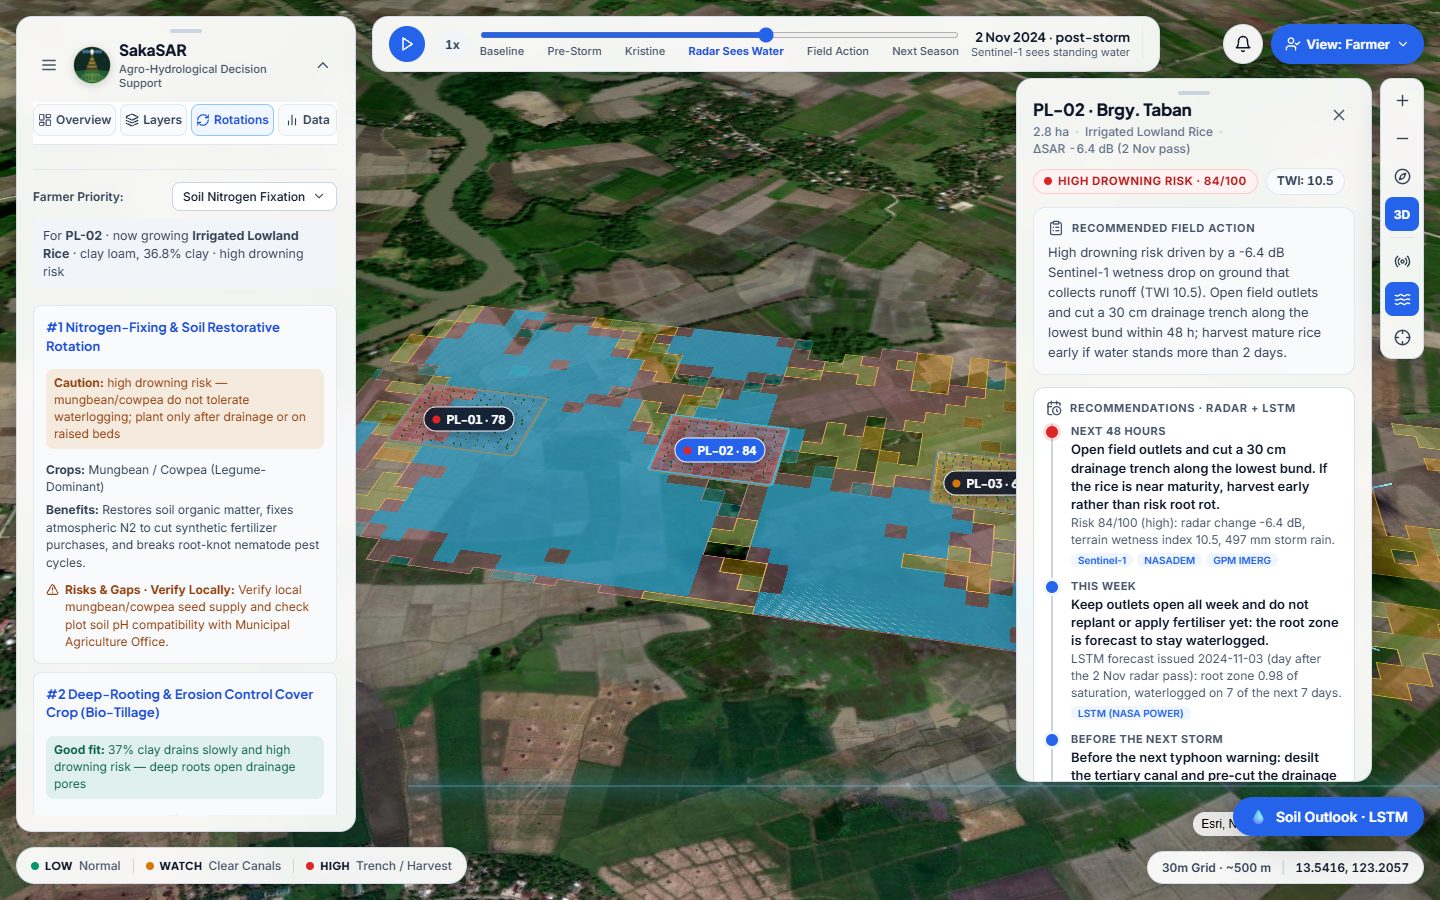 SakaSAR
Agro-Hydrological Decision
Support
Overview
Layers
Rotations
Data
Farmer Priority:
Soil Nitrogen Fixation
For PL-02 · now growing Irrigated Lowland
Rice · clay loam, 36.8% clay · high drowning
risk
#1 Nitrogen-Fixing & Soil Restorative
Rotation
Caution: high drowning risk —
mungbean/cowpea do not tolerate
waterlogging; plant only after drainage or on
raised beds
Crops: Mungbean / Cowpea (Legume-
Dominant)
Benefits: Restores soil organic matter, fixes
atmospheric N2 to cut synthetic fertilizer
purchases, and breaks root-knot nematode pest
cycles.
Risks & Gaps · Verify Locally: Verify local
mungbean/cowpea seed supply and check
plot soil pH compatibility with Municipal
Agriculture Office.
#2 Deep-Rooting & Erosion Control Cover
Crop (Bio-Tillage)
Good fit: 37% clay drains slowly and high
drowning risk — deep roots open drainage
pores
LOW Normal
WATCH Clear Canals
HIGH Trench / Harvest
1x
Baseline
Pre-Storm
Kristine
Radar Sees Water
Field Action
Next Season
2 Nov 2024 · post-storm
Sentinel-1 sees standing water
View: Farmer
PL-01 · 78
PL-02 · 84
PL-03 ·
PL-02 · Brgy. Taban
2.8 ha · Irrigated Lowland Rice ·
ΔSAR -6.4 dB (2 Nov pass)
HIGH DROWNING RISK · 84/100
TWI: 10.5
RECOMMENDED FIELD ACTION
High drowning risk driven by a -6.4 dB
Sentinel-1 wetness drop on ground that
collects runoff (TWI 10.5). Open field outlets
and cut a 30 cm drainage trench along the
lowest bund within 48 h; harvest mature rice
early if water stands more than 2 days.
RECOMMENDATIONS · RADAR + LSTM
NEXT 48 HOURS
Open field outlets and cut a 30 cm
drainage trench along the lowest bund. If
the rice is near maturity, harvest early
rather than risk root rot.
Risk 84/100 (high): radar change -6.4 dB,
terrain wetness index 10.5, 497 mm storm rain.
Sentinel-1
NASADEM
GPM IMERG
THIS WEEK
Keep outlets open all week and do not
replant or apply fertiliser yet: the root zone
is forecast to stay waterlogged.
LSTM forecast issued 2024-11-03 (day after
the 2 Nov radar pass): root zone 0.98 of
saturation, waterlogged on 7 of the next 7 days.
LSTM (NASA POWER)
BEFORE THE NEXT STORM
Before the next typhoon warning: desilt
the tertiary canal and pre-cut the drainage
3D
Esri,
Soil Outlook · LSTM
30m Grid · ~500 m
13.5416, 123.2057